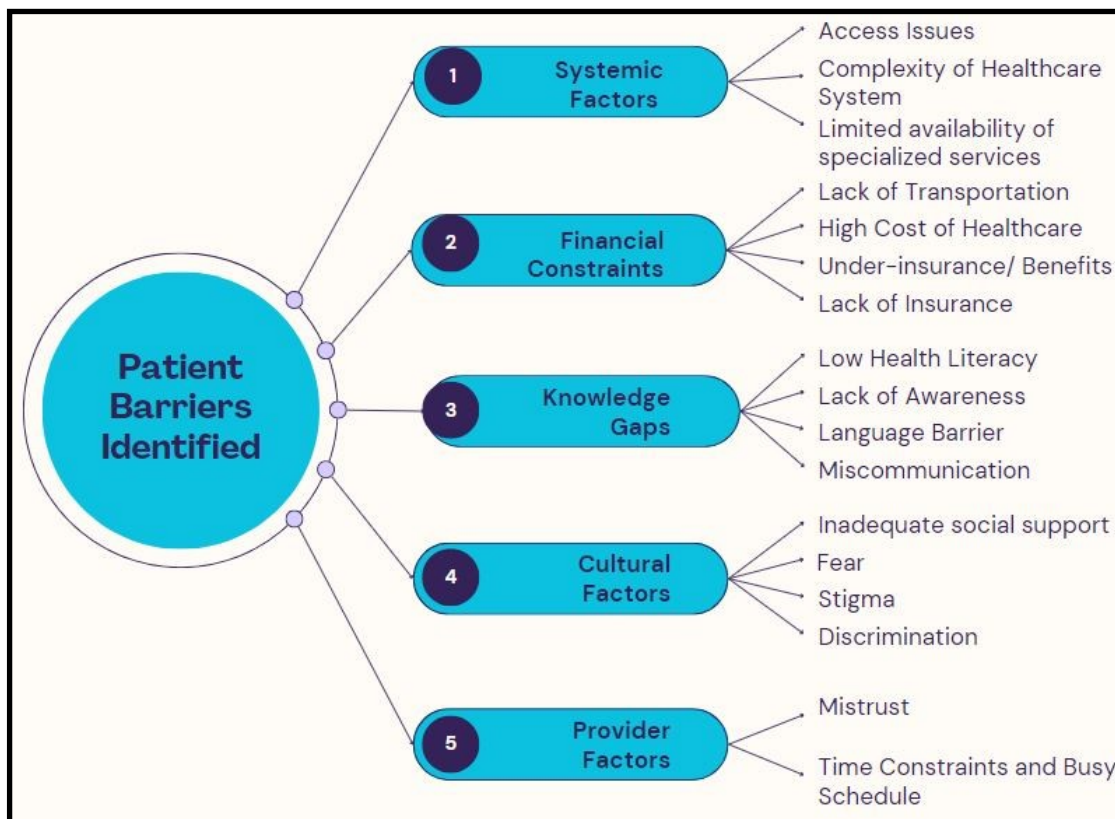 Patient
Barriers
Identified
1
Systemic
Factors
Access Issues
Complexity of Healthcare
System
Limited availability of
specialized services
2
Financial
Constraints
Lack of Transportation
High Cost of Healthcare
Under-insurance/ Benefits
Lack of Insurance
3
Knowledge
Gaps
Low Health Literacy
Lack of Awareness
Language Barrier
Miscommunication
4
Cultural
Factors
Inadequate social support
Fear
Stigma
Discrimination
5
Provider
Factors
Mistrust
Time Constraints and Busy
Schedule